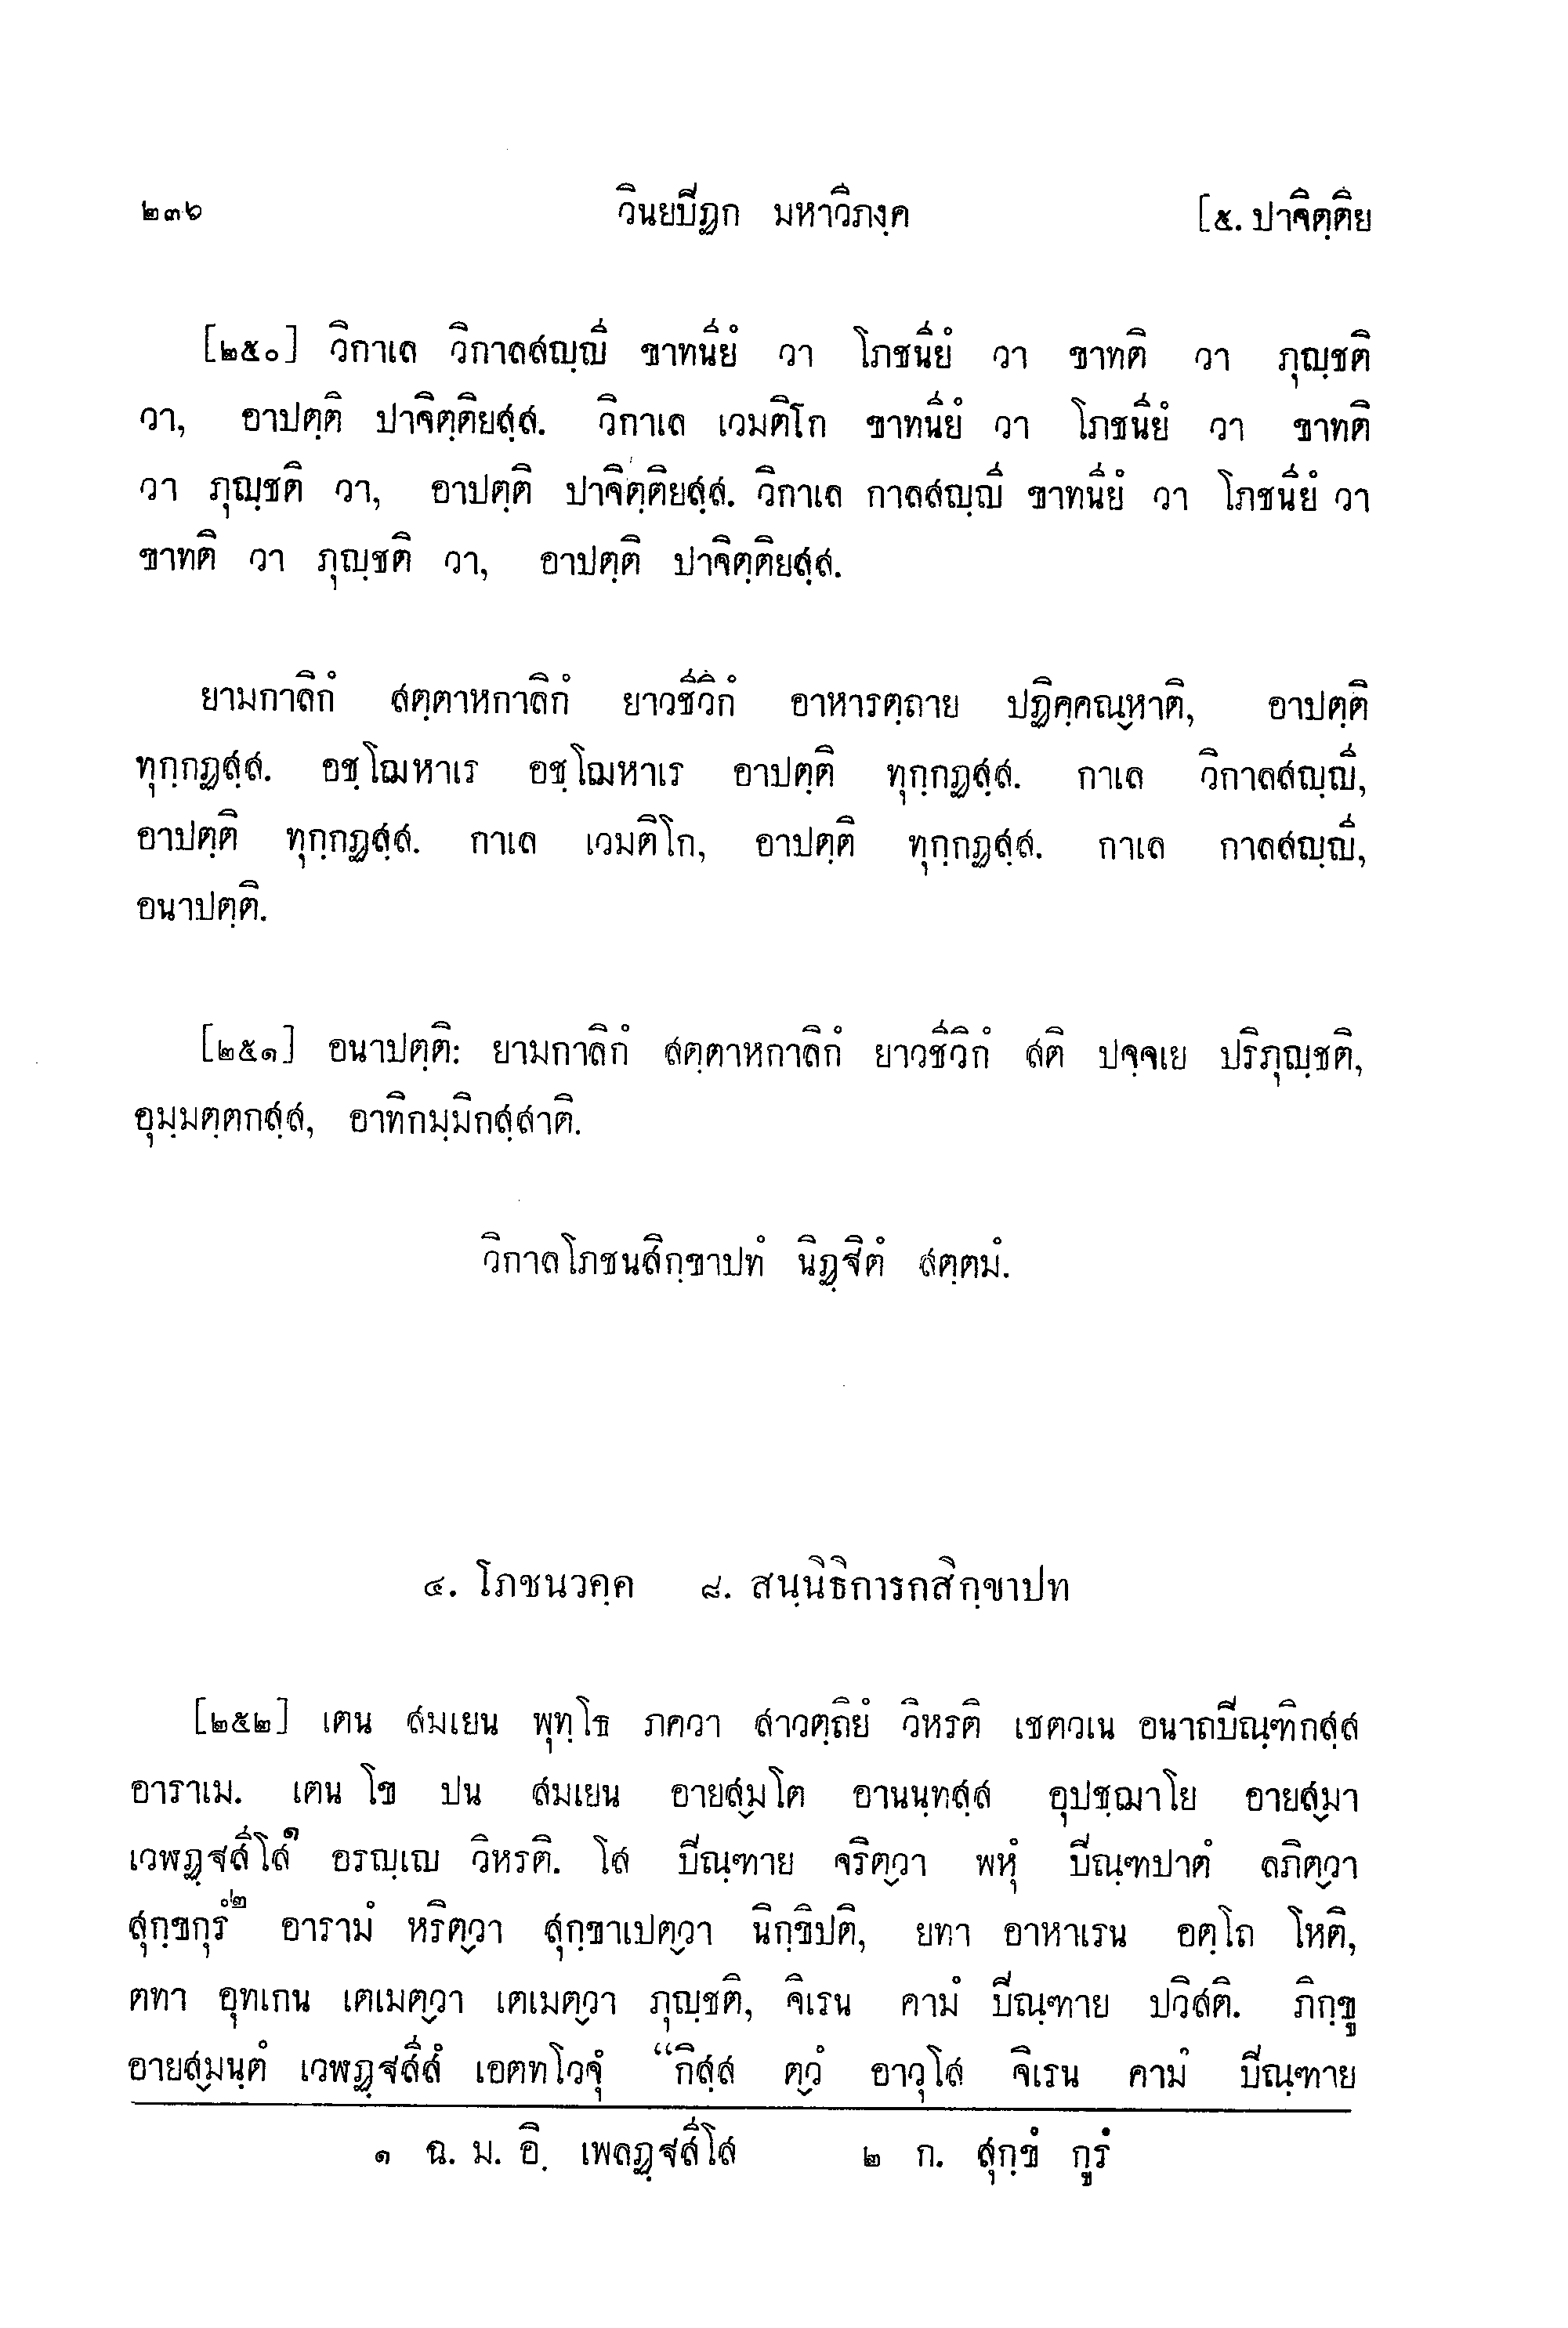 ๒๓๖ วินยปิฏก มหาวิภงฺค [๕. ปาจิตฺติย
[๒๕๐] วิกาเล วิกาลสญฺญี ขาทนียํ วา โภชนียํ วา ขาทติ วา ภุญฺชติ
วา, อาปตฺติ ปาจิตฺติยสฺส. วิกาเล เวมติโก ขาทนียํ วา โภชนียํ วา ขาทติ
วา ภุญฺชติ วา, อาปตฺติ ปาจิตฺติยสฺส. วิกาเล กาลสญฺญี ขาทนียํ วา โภชนียํ วา
ขาทติ วา ภุญฺชติ วา, อาปตฺติ ปาจิตฺติยสฺส.
ยามกาลิกํ สตฺตาหกาลิกํ ยาวชีวิกํ อาหารตฺถาย ปฏิคฺคณฺหาติ, อาปตฺติ
ทุกฺกฏสฺส. อชฺโฌหาเร อชฺโฌหาเร อาปตฺติ ทุกฺกฏสฺส. กาเล วิกาลสญฺญี,
อาปตฺติ ทุกฺกฏสฺส. กาเล เวมติโก, อาปตฺติ ทุกฺกฏสฺส. กาเล กาลสญฺญี,
อนาปตฺติ.
[๒๕๑] อนาปตฺติ: ยามกาลิกํ สตฺตาหกาลิกํ ยาวชีวิกํ สติ ปจฺจเย ปริภุญฺชติ,
อุมฺมตฺตกสฺส, อาทิกมฺมิกสฺสาติ.
วิกาลโภชนสิกฺขาปทํ นิฏฺฐิตํ สตฺตมํ.
๔. โภชนวคฺค ๘. สนฺนิธิการกสิกฺขาปท
[๒๕๒] เตน สมเยน พุทฺโธ ภควา สาวตฺถิยํ วิหรติ เชตวเน อนาถปิณฺฑิกสฺส
อาราเม. เตน โข ปน สมเยน อายสฺมโต อานนฺทสฺส อุปชฺฌาโย อายสฺมา
เวพฏฺฐสีโส๑ อรญฺเญ วิหรติ. โส ปิณฺฑาย จริตฺวา พหุํ ปิณฺฑปาตํ ลภิตฺวา
สุกฺขกุรํ๒ อารามํ หริตฺวา สุกฺขาเปตฺวา นิกฺขิปติ, ยทา อาหาเรน อตฺโถ โหติ,
ตทา อุทเกน เตเมตฺวา เตเมตฺวา ภุญฺชติ, จิเรน คามํ ปิณฺฑาย ปวิสติ. ภิกฺขู
อายสฺมนฺตํ เวพฏฺฐสีสํ เอตทโวจุํ “กิสฺส ตฺวํ อาวุโส จิเรน คามํ ปิณฺฑาย
๑ ฉ. ม. อิ. เพลฏฺฐสีโส ๒ ก. สุกฺขํ กูรํ